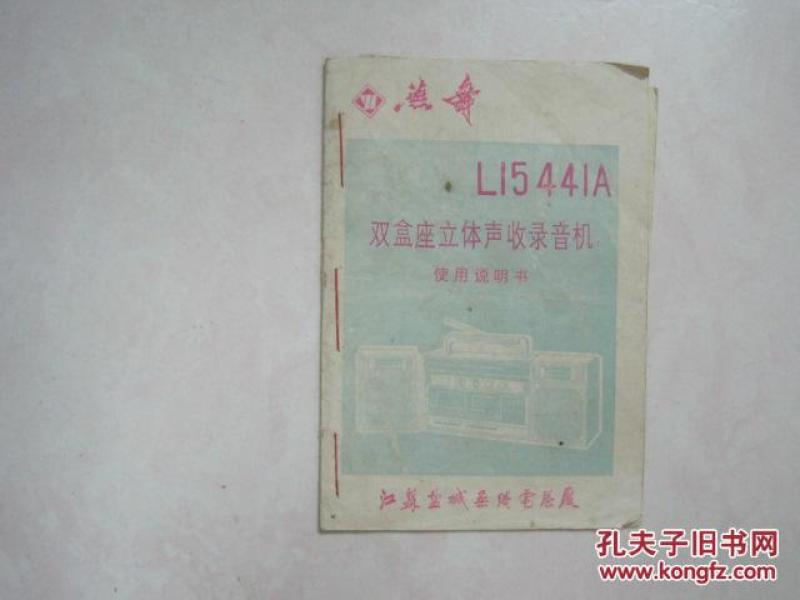 燕舞
L15441A
双盒座立体声收录音机
使用说明书
江苏盐城无线电总厂
孔夫子旧书网
www.kongfz.com